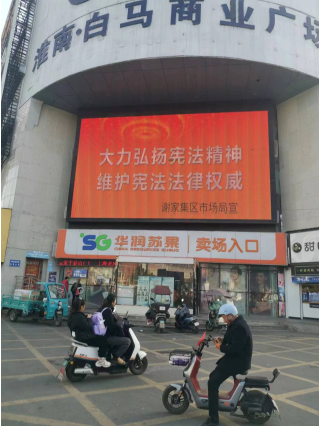 淮南·白马商业广场
大力弘扬宪法精神
维护宪法法律权威
谢家集区市场局宣
SG 华润苏果 卖场入口
甜